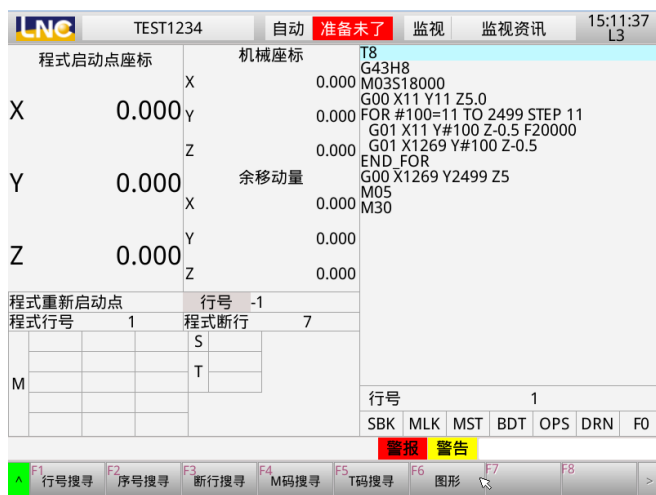 LNC TEST1234 自动 准备未了 监视 监视资讯 15:11:37
L3
程式启动点座标
X 0.000
Y 0.000
Z 0.000
机械座标
X 0.000
Y 0.000
Z 0.000
余移动量
X 0.000
Y 0.000
Z 0.000
T8
G43H8
M03S18000
G00 X11 Y11 Z5.0
FOR #100=11 TO 2499 STEP 11
G01 X11 Y#100 Z-0.5 F20000
G01 X1269 Y#100 Z-0.5
END_FOR
G00 X1269 Y2499 Z5
M05
M30
程式重新启动点 行号 -1
程式行号 1 程式断行 7
M
S
T
行号 1
SBK MLK MST BDT OPS DRN F0
警报 警告
^ F1 行号搜寻 F2 序号搜寻 F3 断行搜寻 F4 M码搜寻 F5 T码搜寻 F6 图形 F7 F8 >